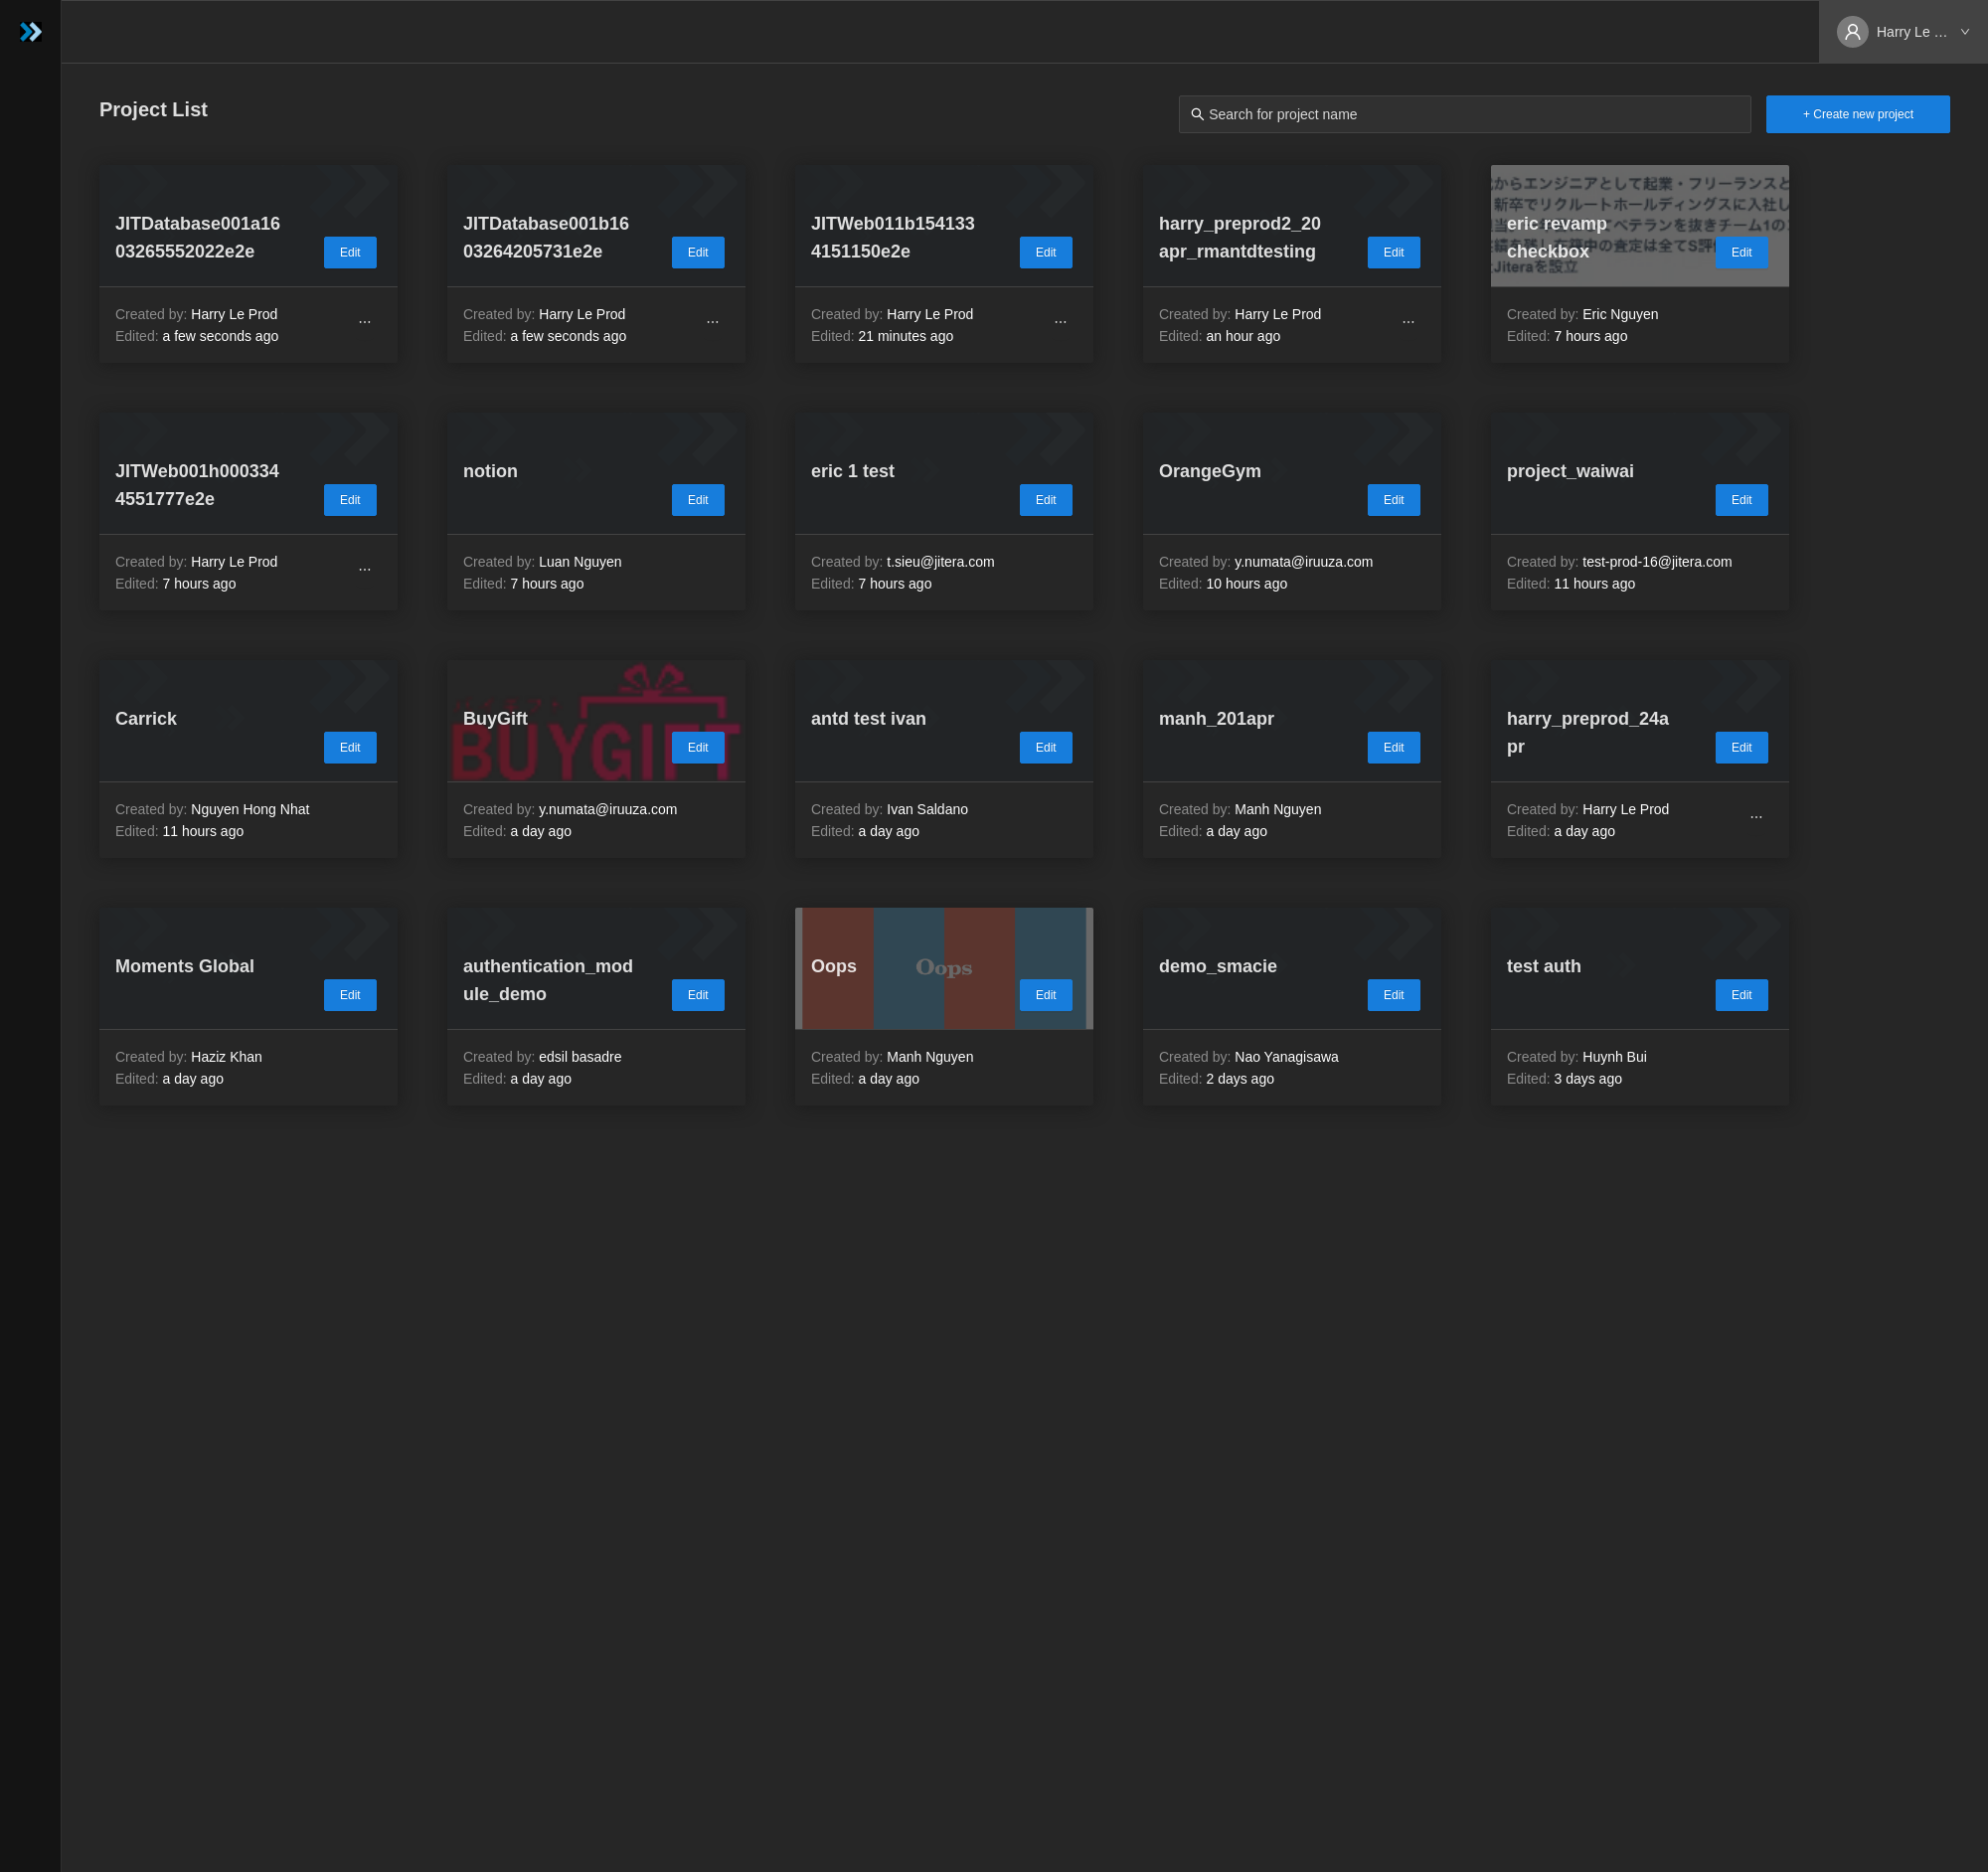 Harry Le ...
Project List
Search for project name
+ Create new project
JITDatabase001a16
03265552022e2e
Edit
Created by: Harry Le Prod
Edited: a few seconds ago
...
JITDatabase001b16
03264205731e2e
Edit
Created by: Harry Le Prod
Edited: a few seconds ago
...
JITWeb011b154133
4151150e2e
Edit
Created by: Harry Le Prod
Edited: 21 minutes ago
...
harry_preprod2_20
apr_rmantdtesting
Edit
Created by: Harry Le Prod
Edited: an hour ago
...
からエンジニアとして起業・フリーランスと
新卒でリクルートホールディングスに入社し
ベテランを抜きチーム1の
中の査定は全てS評
Jiteraを設立
eric revamp
checkbox
Edit
Created by: Eric Nguyen
Edited: 7 hours ago
JITWeb001h000334
4551777e2e
Edit
Created by: Harry Le Prod
Edited: 7 hours ago
...
notion
Edit
Created by: Luan Nguyen
Edited: 7 hours ago
eric 1 test
Edit
Created by: t.sieu@jitera.com
Edited: 7 hours ago
OrangeGym
Edit
Created by: y.numata@iruuza.com
Edited: 10 hours ago
project_waiwai
Edit
Created by: test-prod-16@jitera.com
Edited: 11 hours ago
Carrick
Edit
Created by: Nguyen Hong Nhat
Edited: 11 hours ago
BuyGift
BUYGIFT
Edit
Created by: y.numata@iruuza.com
Edited: a day ago
antd test ivan
Edit
Created by: Ivan Saldano
Edited: a day ago
manh_201apr
Edit
Created by: Manh Nguyen
Edited: a day ago
harry_preprod_24a
pr
Edit
Created by: Harry Le Prod
Edited: a day ago
...
Moments Global
Edit
Created by: Haziz Khan
Edited: a day ago
authentication_mod
ule_demo
Edit
Created by: edsil basadre
Edited: a day ago
Oops
Oops
Edit
Created by: Manh Nguyen
Edited: a day ago
demo_smacie
Edit
Created by: Nao Yanagisawa
Edited: 2 days ago
test auth
Edit
Created by: Huynh Bui
Edited: 3 days ago